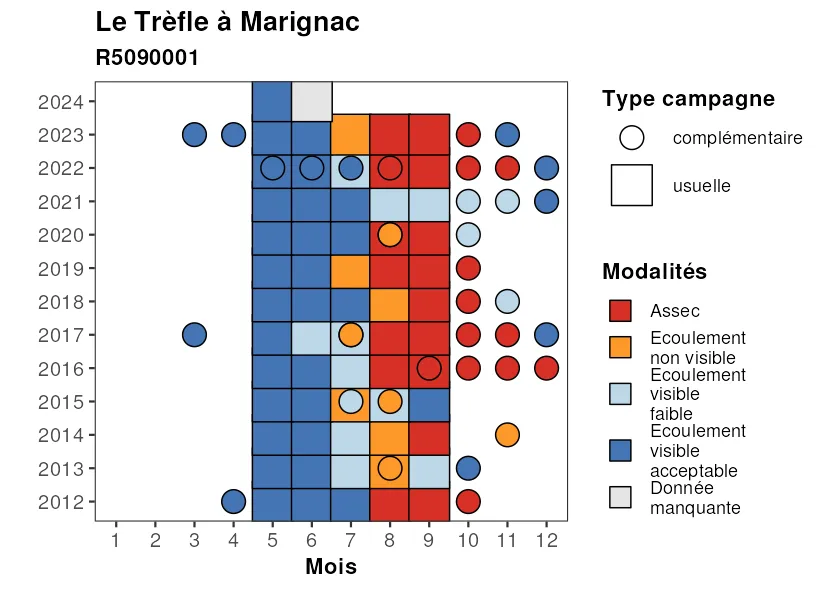 Le Trèfle à Marignac
R5090001
2024
2023
2022
2021
2020
2019
2018
2017
2016
2015
2014
2013
2012
1 2 3 4 5 6 7 8 9 10 11 12
Mois
Type campagne
complémentaire
usuelle
Modalités
Assec
Ecoulement
non visible
Ecoulement
visible
faible
Ecoulement
visible
acceptable
Donnée
manquante